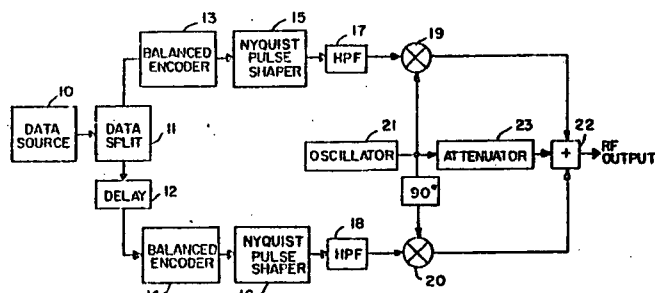 13
15
17
19
BALANCED
ENCODER
NYQUIST
PULSE
SHAPER
HPF
10
DATA
SOURCE
DATA
SPLIT
11
21
OSCILLATOR
23
ATTENUATOR
+
22
RF
OUTPUT
DELAY
12
90°
BALANCED
ENCODER
NYQUIST
PULSE
SHAPER
18
HPF
20